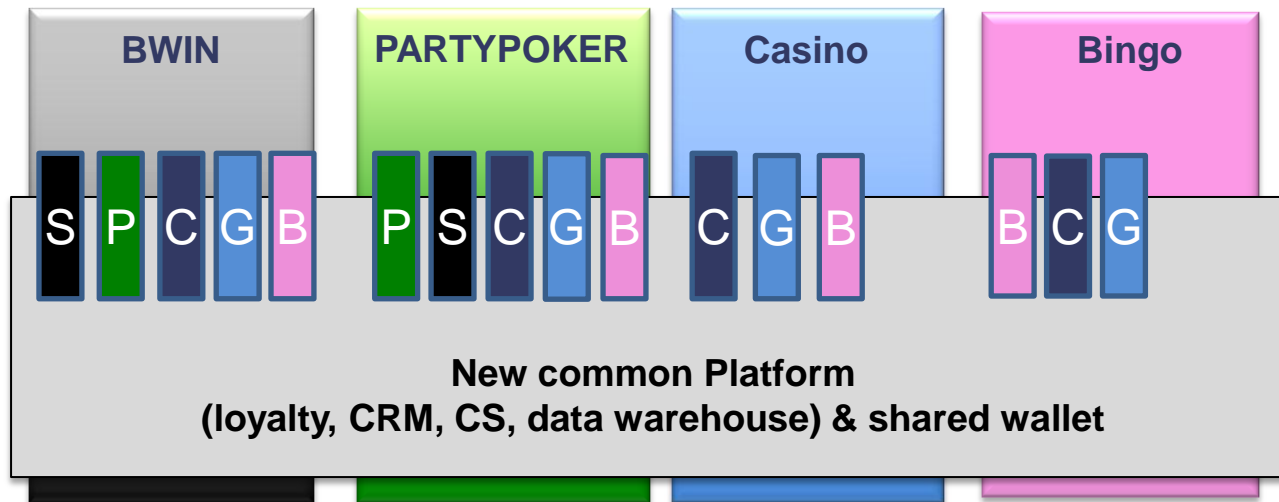 BWIN PARTYPOKER Casino Bingo
S P C G B P S C G B C G B B C G
New common Platform
(loyalty, CRM, CS, data warehouse) & shared wallet